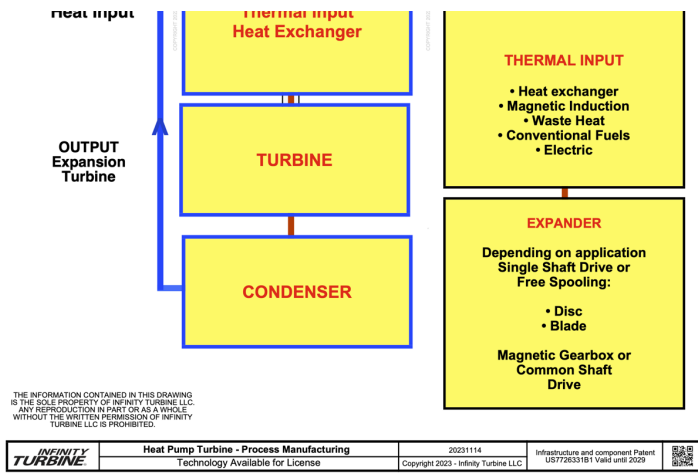 Heat Input
Thermal Input
Heat Exchanger
OUTPUT
Expansion
Turbine
TURBINE
CONDENSER
THERMAL INPUT
• Heat exchanger
• Magnetic Induction
• Waste Heat
• Conventional Fuels
• Electric
EXPANDER
Depending on application
Single Shaft Drive or
Free Spooling:
• Disc
• Blade
Magnetic Gearbox or
Common Shaft
Drive
THE INFORMATION CONTAINED IN THIS DRAWING
IS THE SOLE PROPERTY OF INFINITY TURBINE LLC.
ANY REPRODUCTION IN PART OR AS A WHOLE
WITHOUT THE WRITTEN PERMISSION OF INFINITY
TURBINE LLC IS PROHIBITED.
INFINITY
TURBINE®
Heat Pump Turbine - Process Manufacturing
Technology Available for License
20231114
Copyright 2023 - Infinity Turbine LLC
Infrastructure and component Patent
US7726331B1 Valid until 2029